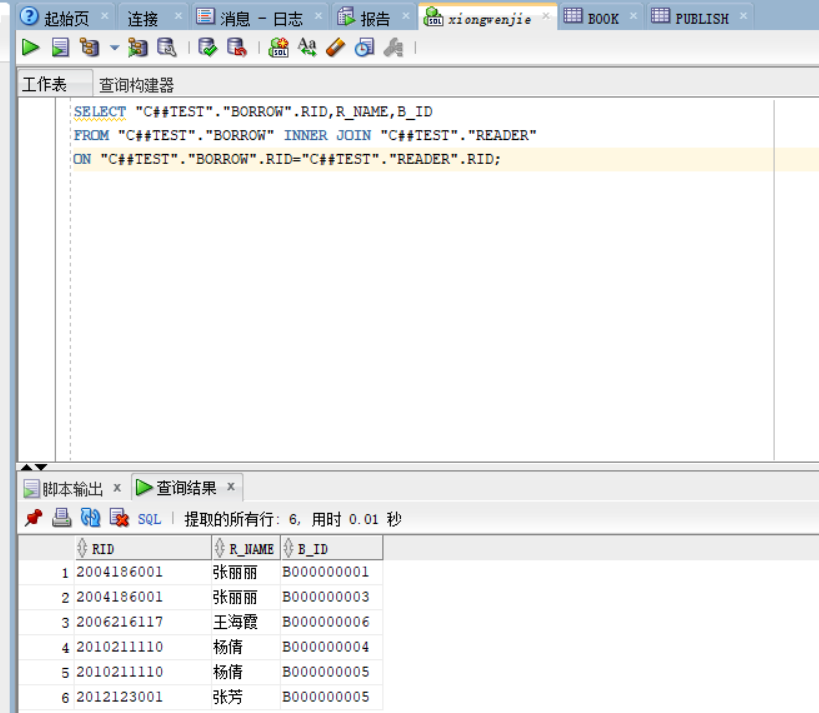 起始页 连接 消息 - 日志 报告 xiongwenjie BOOK PUBLISH
工作表 查询构建器
SELECT "C##TEST"."BORROW".RID,R_NAME,B_ID
FROM "C##TEST"."BORROW" INNER JOIN "C##TEST"."READER"
ON "C##TEST"."BORROW".RID="C##TEST"."READER".RID;
脚本输出 查询结果
SQL 提取的所有行: 6, 用时 0.01 秒
RID R_NAME B_ID
1 2004186001 张丽丽 B000000001
2 2004186001 张丽丽 B000000003
3 2006216117 王海霞 B000000006
4 2010211110 杨倩 B000000004
5 2010211110 杨倩 B000000005
6 2012123001 张芳 B000000005